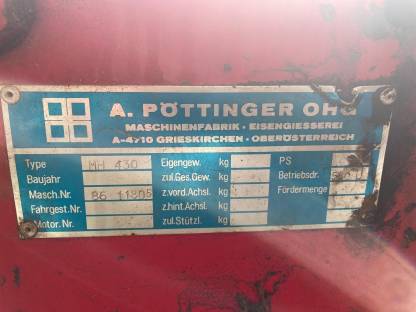 A. PÖTTINGER OHG
MASCHINENFABRIK · EISENGIESSEREI
A-4710 GRIESKIRCHEN · OBERÖSTERREICH
Type MH 430 Eigengew. kg PS
Baujahr zul.Ges.Gew. kg Betriebsdr.
Masch.Nr. 86 11805 z.vord.Achsl. kg Fördermenge
Fahrgest.Nr. z.hint.Achsl. kg
Motor.Nr. zul.Stützl. kg